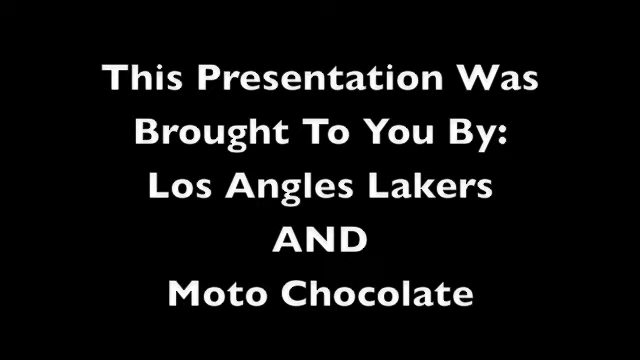 This Presentation Was
Brought To You By:
Los Angles Lakers
AND
Moto Chocolate